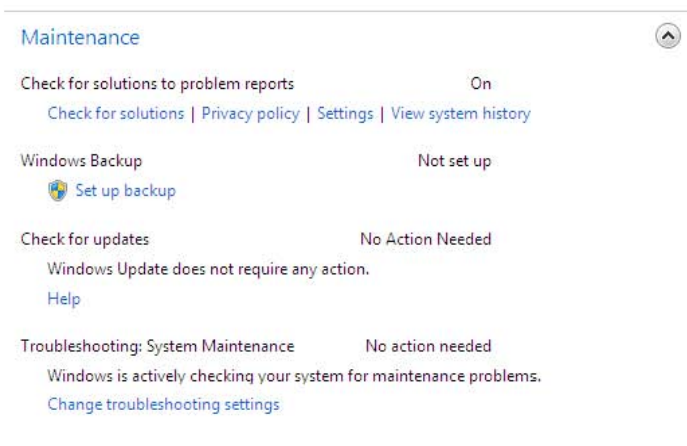 Maintenance
Check for solutions to problem reports On
Check for solutions | Privacy policy | Settings | View system history
Windows Backup Not set up
Set up backup
Check for updates No Action Needed
Windows Update does not require any action.
Help
Troubleshooting: System Maintenance No action needed
Windows is actively checking your system for maintenance problems.
Change troubleshooting settings